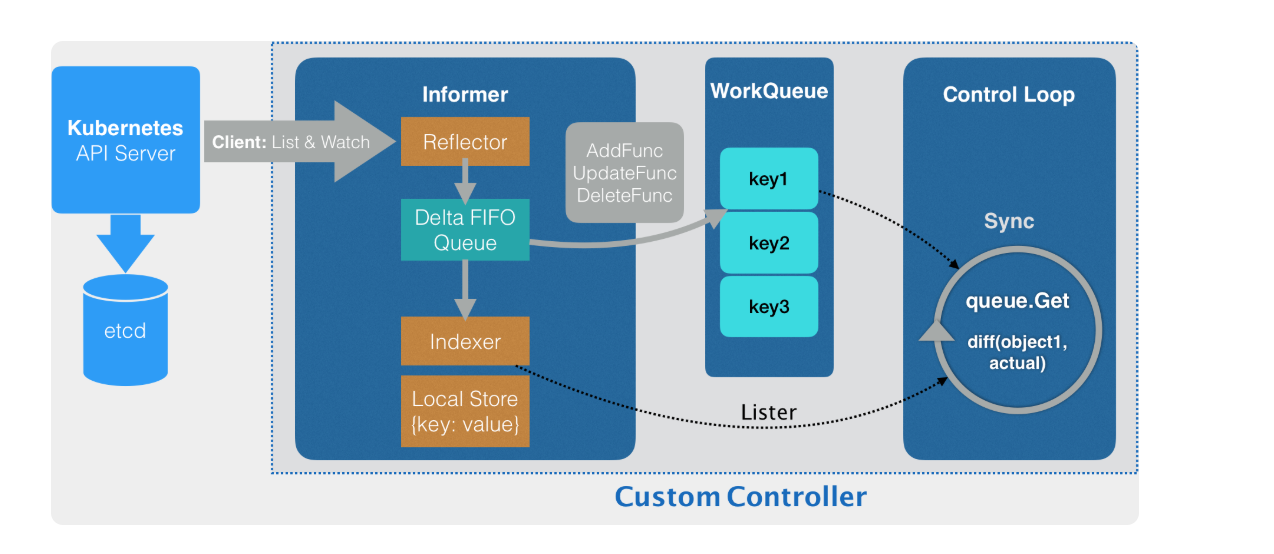 Kubernetes
API Server
etcd
Client: List & Watch
Informer
Reflector
Delta FIFO
Queue
Indexer
Local Store
{key: value}
AddFunc
UpdateFunc
DeleteFunc
WorkQueue
key1
key2
key3
Lister
Control Loop
Sync
queue.Get
diff(object1,
actual)
Custom Controller